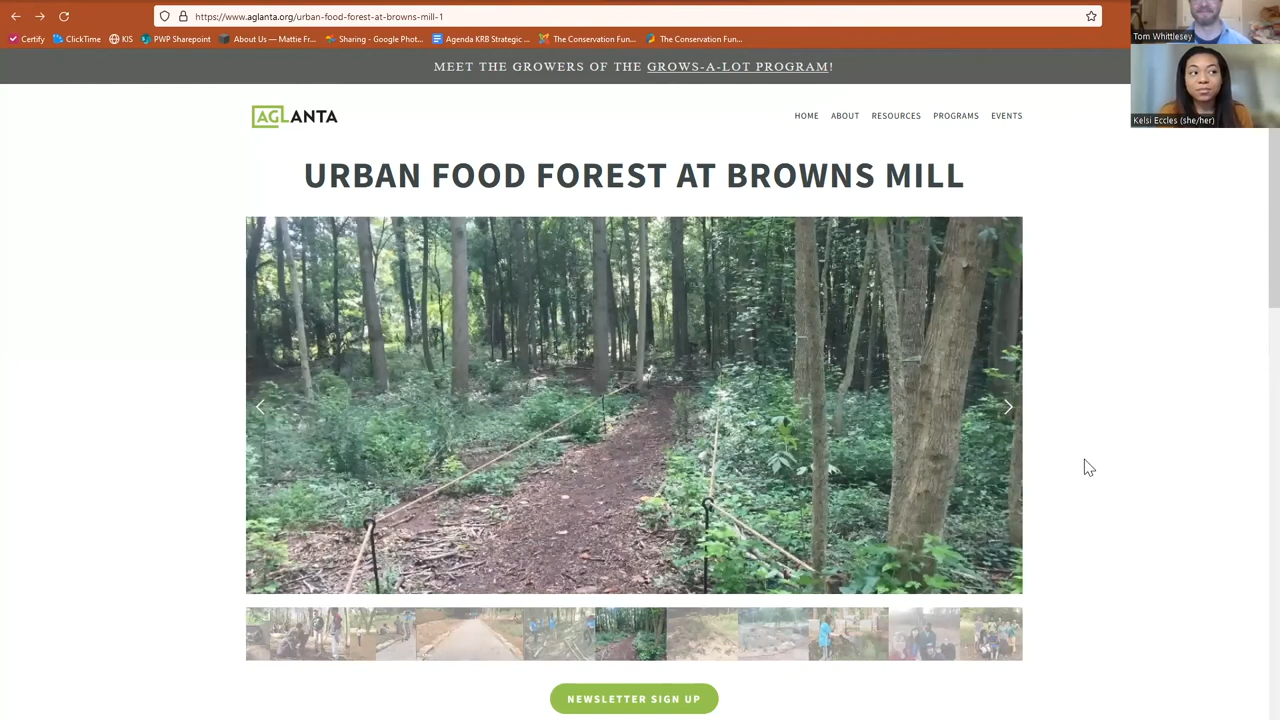 https://www.aglanta.org/urban-food-forest-at-browns-mill-1
Certify
ClickTime
KIS
PWP Sharepoint
About Us — Mattie Fr...
Sharing - Google Phot...
Agenda KRB Strategic ...
The Conservation Fun...
The Conservation Fun...
Tom Whittlesey
Kelsi Eccles (she/her)
MEET THE GROWERS OF THE GROWS-A-LOT PROGRAM!
AGLANTA
HOME
ABOUT
RESOURCES
PROGRAMS
EVENTS
URBAN FOOD FOREST AT BROWNS MILL
NEWSLETTER SIGN UP